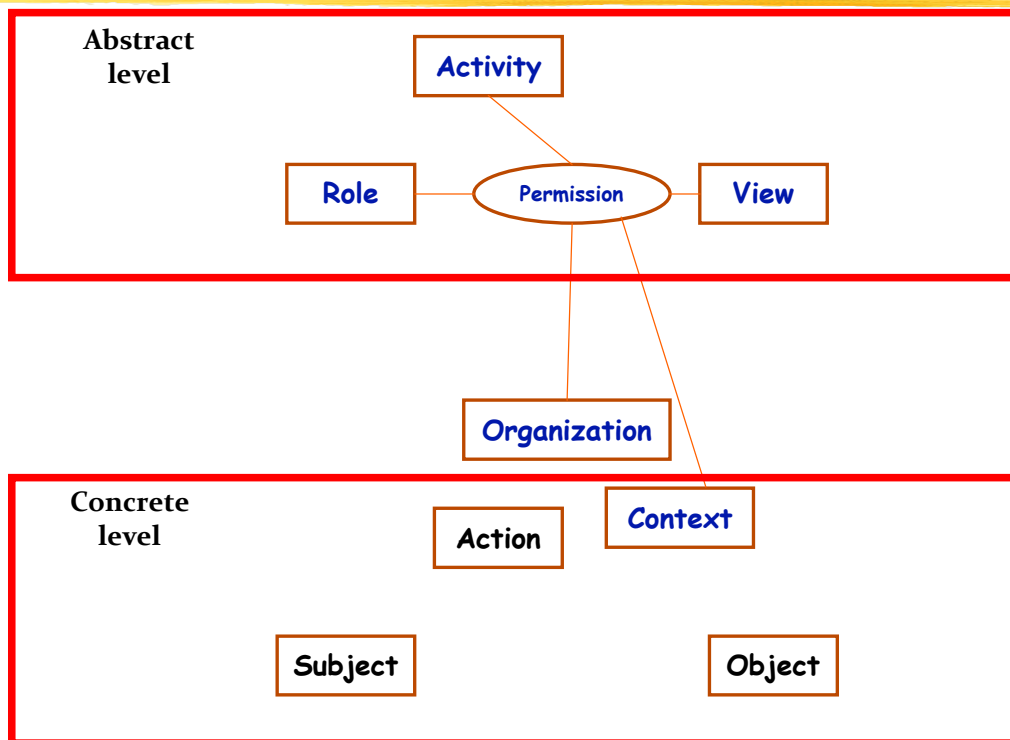 Abstract
level
Activity
Role
Permission
View
Organization
Concrete
level
Context
Action
Subject
Object